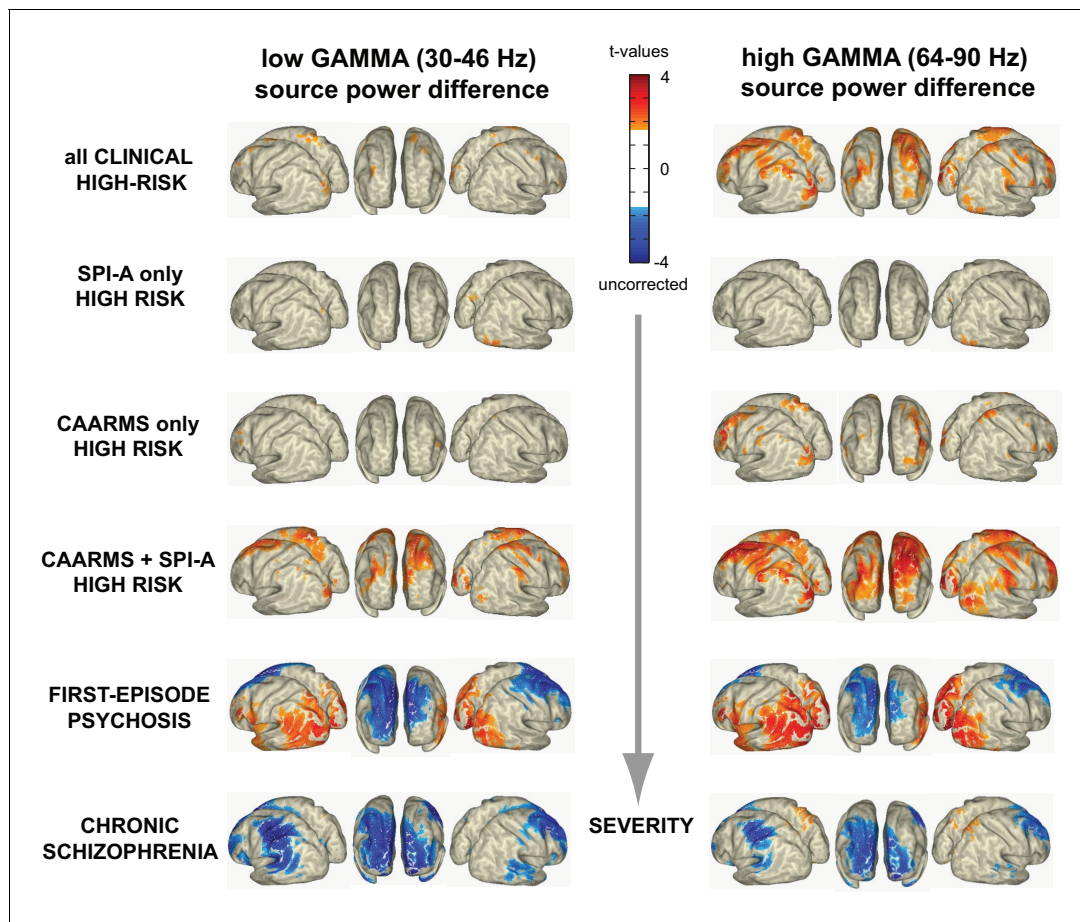 low GAMMA (30-46 Hz)
source power difference
t-values
4
0
-4
uncorrected
high GAMMA (64-90 Hz)
source power difference
all CLINICAL
HIGH-RISK
SPI-A only
HIGH RISK
CAARMS only
HIGH RISK
CAARMS + SPI-A
HIGH RISK
FIRST-EPISODE
PSYCHOSIS
CHRONIC
SCHIZOPHRENIA
SEVERITY